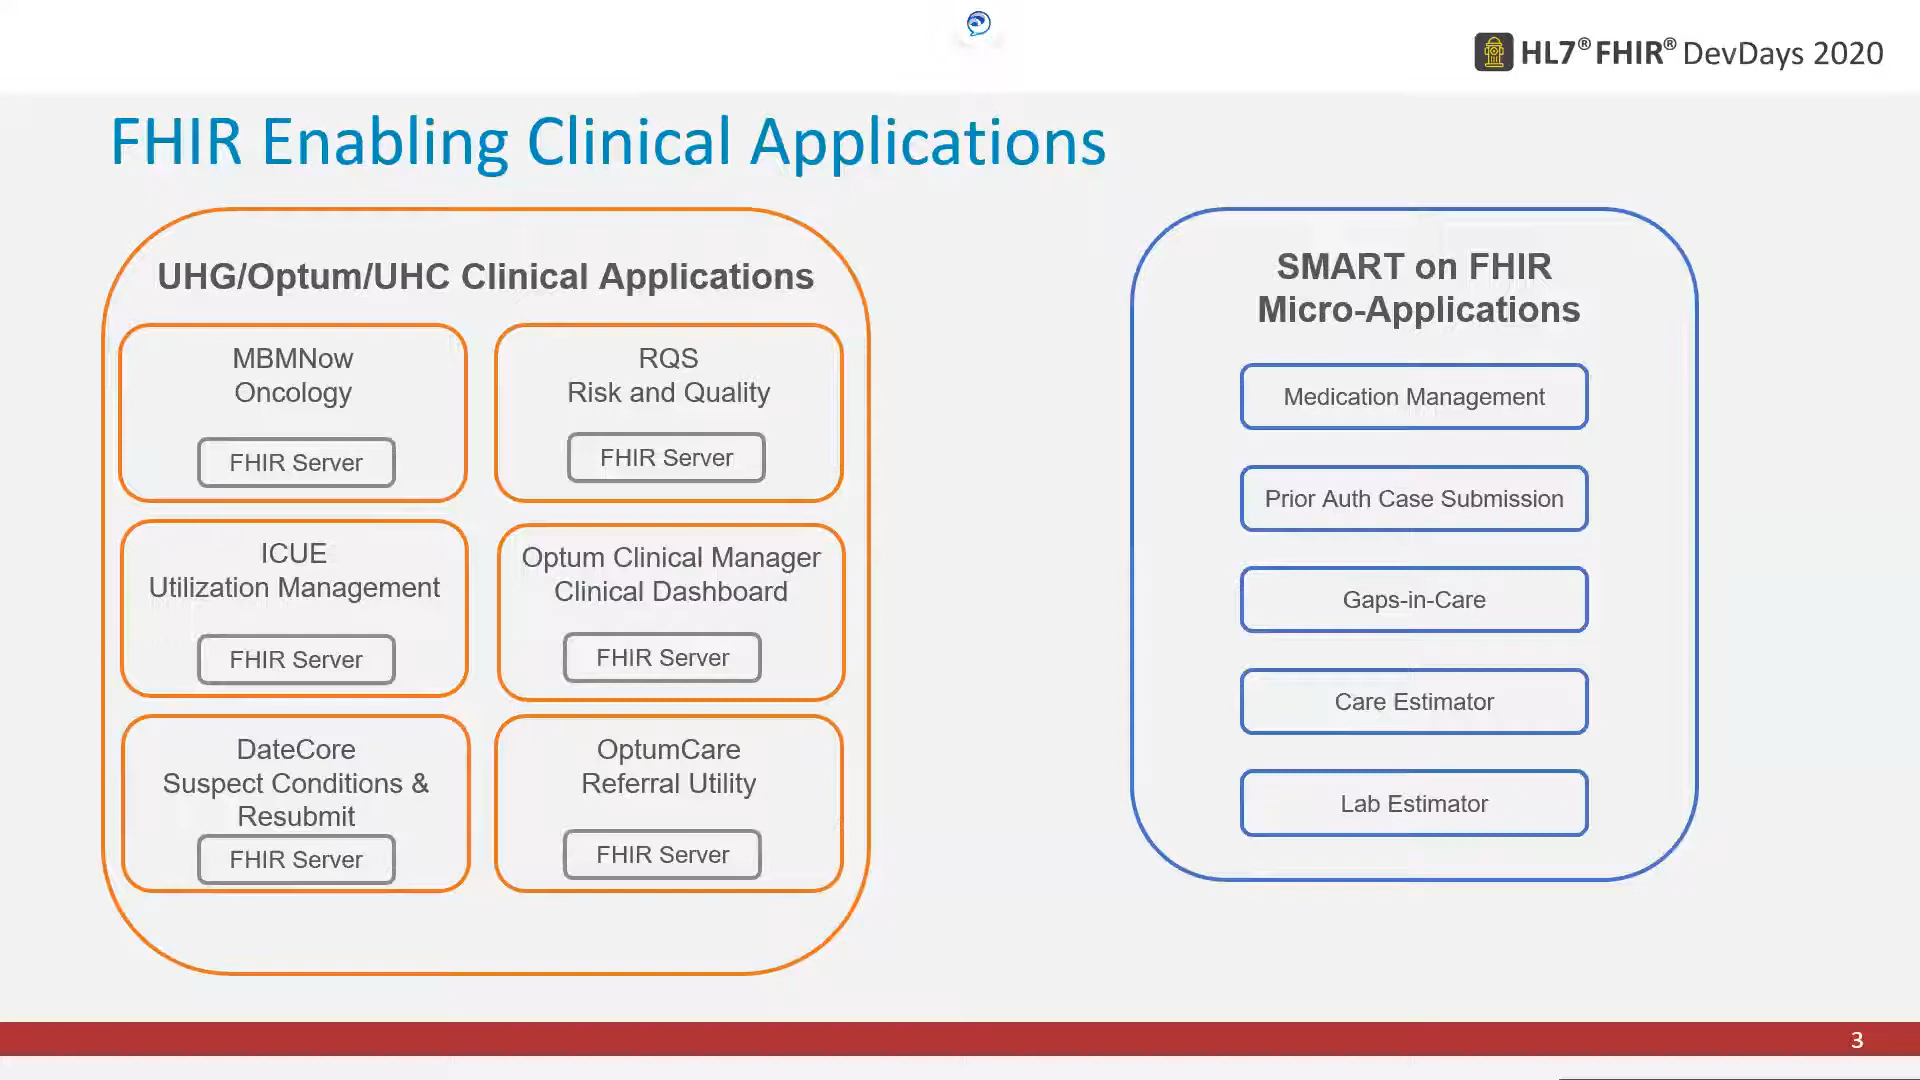 HL7® FHIR® DevDays 2020
FHIR Enabling Clinical Applications
UHG/Optum/UHC Clinical Applications
MBMNow
Oncology
FHIR Server
RQS
Risk and Quality
FHIR Server
ICUE
Utilization Management
FHIR Server
Optum Clinical Manager
Clinical Dashboard
FHIR Server
DateCore
Suspect Conditions &
Resubmit
FHIR Server
OptumCare
Referral Utility
FHIR Server
SMART on FHIR
Micro-Applications
Medication Management
Prior Auth Case Submission
Gaps-in-Care
Care Estimator
Lab Estimator
3